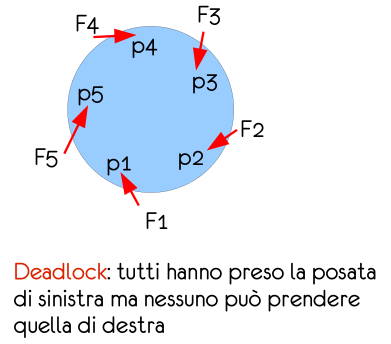 F4
F3
p4
p3
p5
F2
F5
p1
p2
F1
Deadlock: tutti hanno preso la posata
di sinistra ma nessuno può prendere
quella di destra